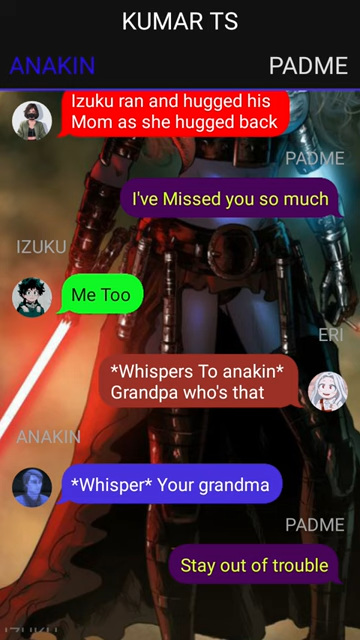 KUMAR TS
ANAKIN
PADME
Izuku ran and hugged his
Mom as she hugged back
PADME
I've Missed you so much
IZUKU
Me Too
ERI
*Whispers To anakin*
Grandpa who's that
ANAKIN
*Whisper* Your grandma
PADME
Stay out of trouble
IZUKU